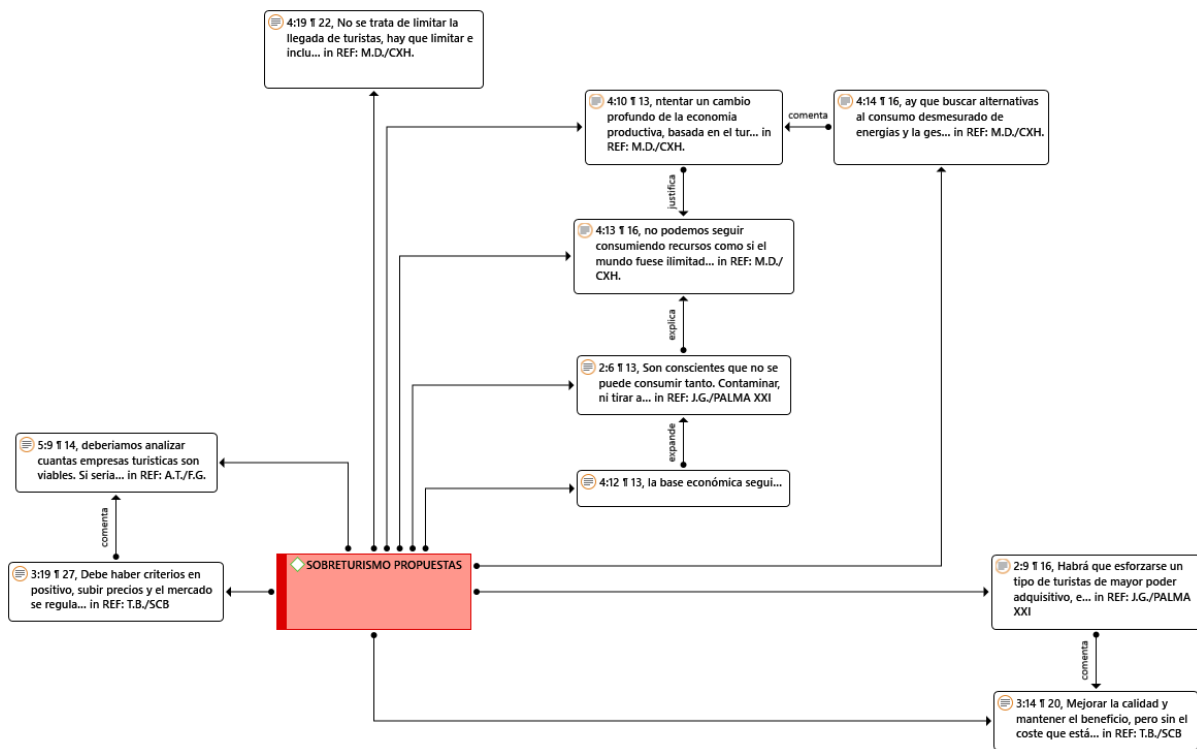 4:19 ¶ 22, No se trata de limitar la
llegada de turistas, hay que limitar e
inclu... in REF: M.D./CXH.
4:10 ¶ 13, ntentar un cambio
profundo de la economía
productiva, basada en el tur... in
REF: M.D./CXH.
comenta
4:14 ¶ 16, ay que buscar alternativas
al consumo desmesurado de
energías y la ges... in REF: M.D./CXH.
justifica
4:13 ¶ 16, no podemos seguir
consumiendo recursos como si el
mundo fuese ilimitad... in REF: M.D./
CXH.
explica
2:6 ¶ 13, Son conscientes que no se
puede consumir tanto. Contaminar,
ni tirar a... in REF: J.G./PALMA XXI
expande
4:12 ¶ 13, la base económica segui...
5:9 ¶ 14, deberiamos analizar
cuantas empresas turisticas son
viables. Si seria... in REF: A.T./F.G.
comenta
3:19 ¶ 27, Debe haber criterios en
positivo, subir precios y el mercado
se regula... in REF: T.B./SCB
SOBRETURISMO PROPUESTAS
2:9 ¶ 16, Habrá que esforzarse un
tipo de turistas de mayor poder
adquisitivo, e... in REF: J.G./PALMA
XXI
comenta
3:14 ¶ 20, Mejorar la calidad y
mantener el beneficio, pero sin el
coste que está... in REF: T.B./SCB